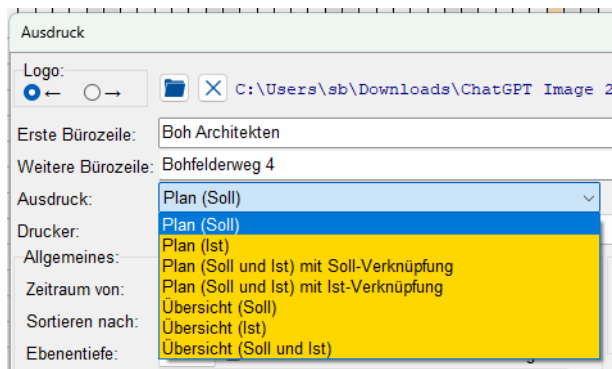 Ausdruck
Logo:
← → C:\Users\sb\Downloads\ChatGPT Image 2
Erste Bürozeile: Boh Architekten
Weitere Bürozeile: Bohfelderweg 4
Ausdruck: Plan (Soll)
Drucker: Plan (Soll)
Allgemeines: Plan (Ist)
Plan (Soll und Ist) mit Soll-Verknüpfung
Zeitraum von: Plan (Soll und Ist) mit Ist-Verknüpfung
Übersicht (Soll)
Sortieren nach: Übersicht (Ist)
Ebenentiefe: Übersicht (Soll und Ist)